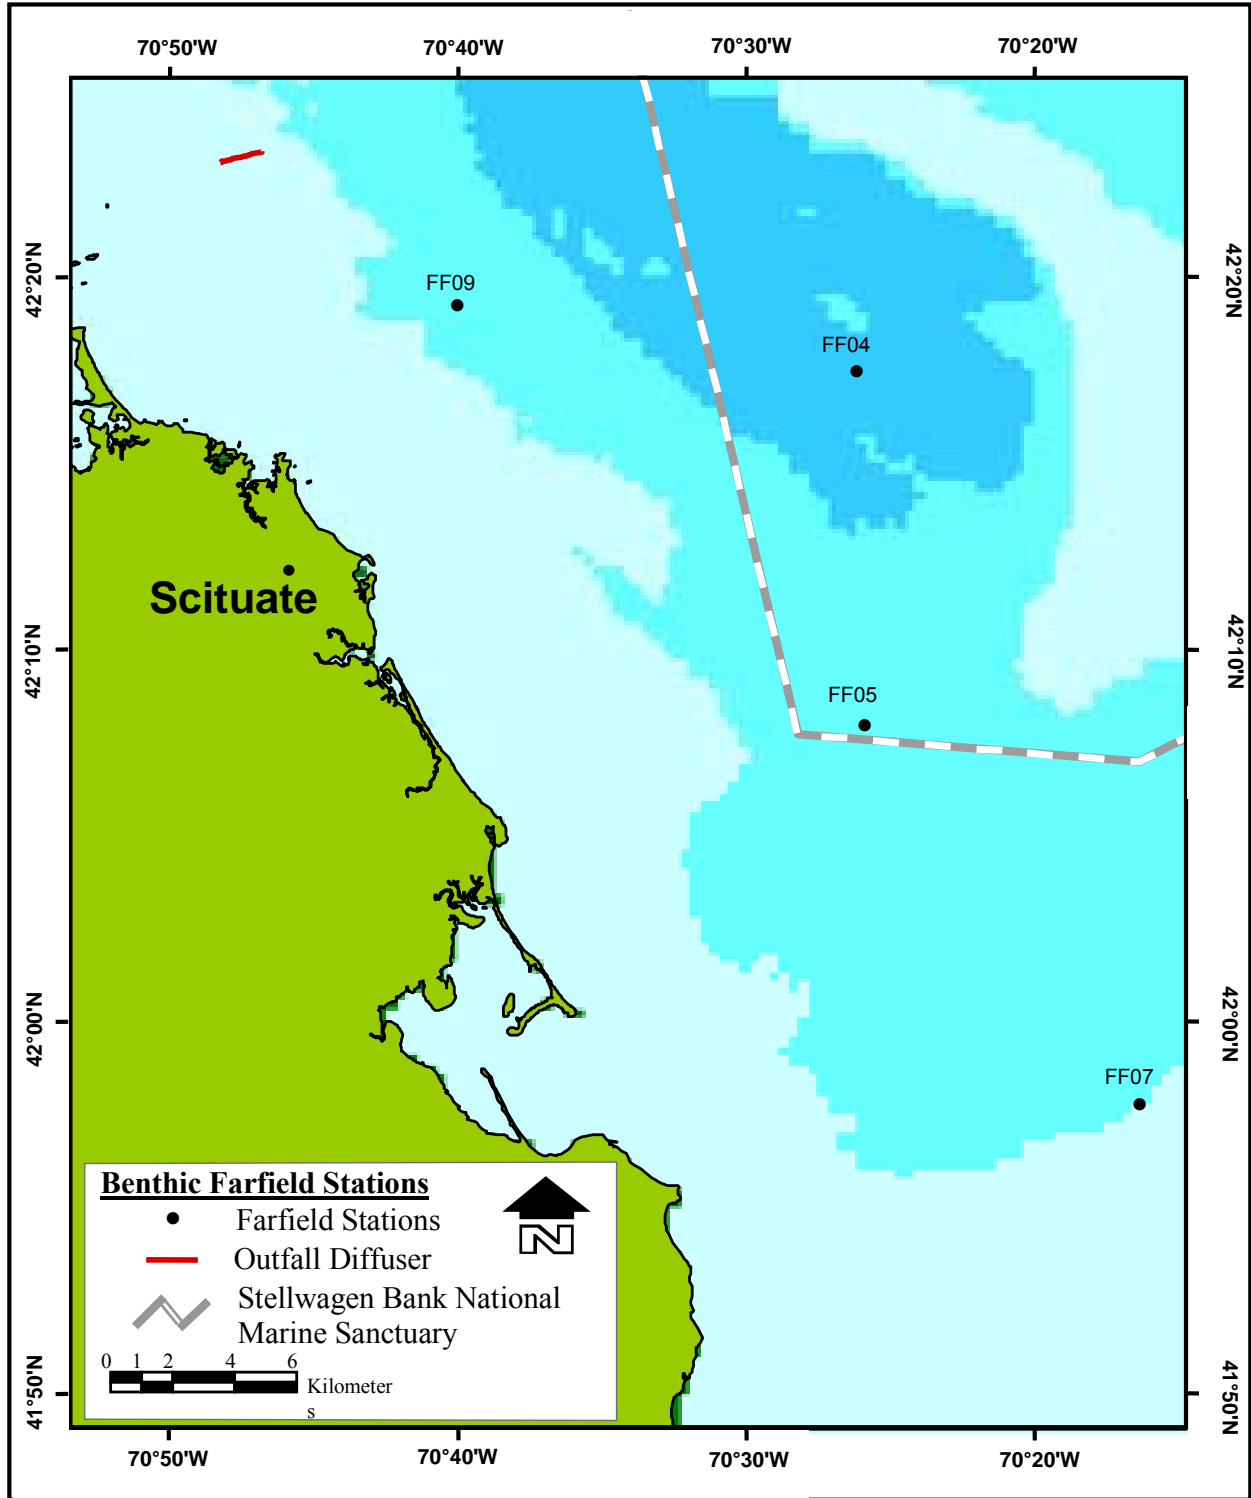 70°50'W
70°40'W
70°30'W
70°20'W
42°20'N
42°20'N
FF09
FF04
Scituate
42°10'N
42°10'N
FF05
42°00'N
42°00'N
FF07
Benthic Farfield Stations
Farfield Stations
Outfall Diffuser
Stellwagen Bank National
Marine Sanctuary
N
0 1 2 4 6
Kilometer
s
41°50'N
41°50'N
70°50'W
70°40'W
70°30'W
70°20'W